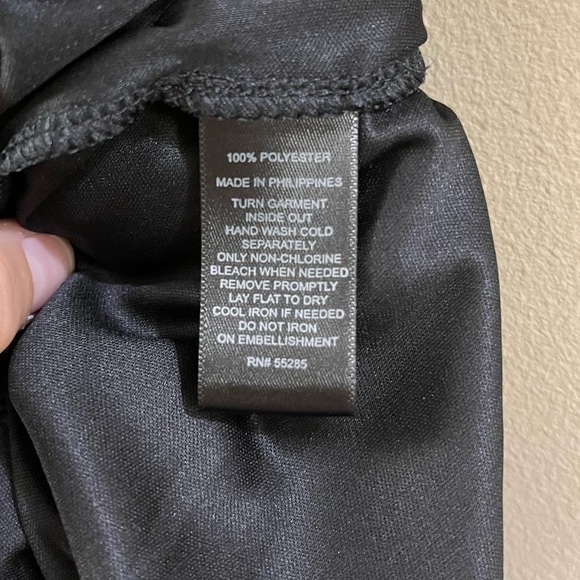 100% POLYESTER
MADE IN PHILIPPINES
TURN GARMENT
INSIDE OUT
HAND WASH COLD
SEPARATELY
ONLY NON-CHLORINE
BLEACH WHEN NEEDED
REMOVE PROMPTLY
LAY FLAT TO DRY
COOL IRON IF NEEDED
DO NOT IRON
ON EMBELLISHMENT
RN# 55285